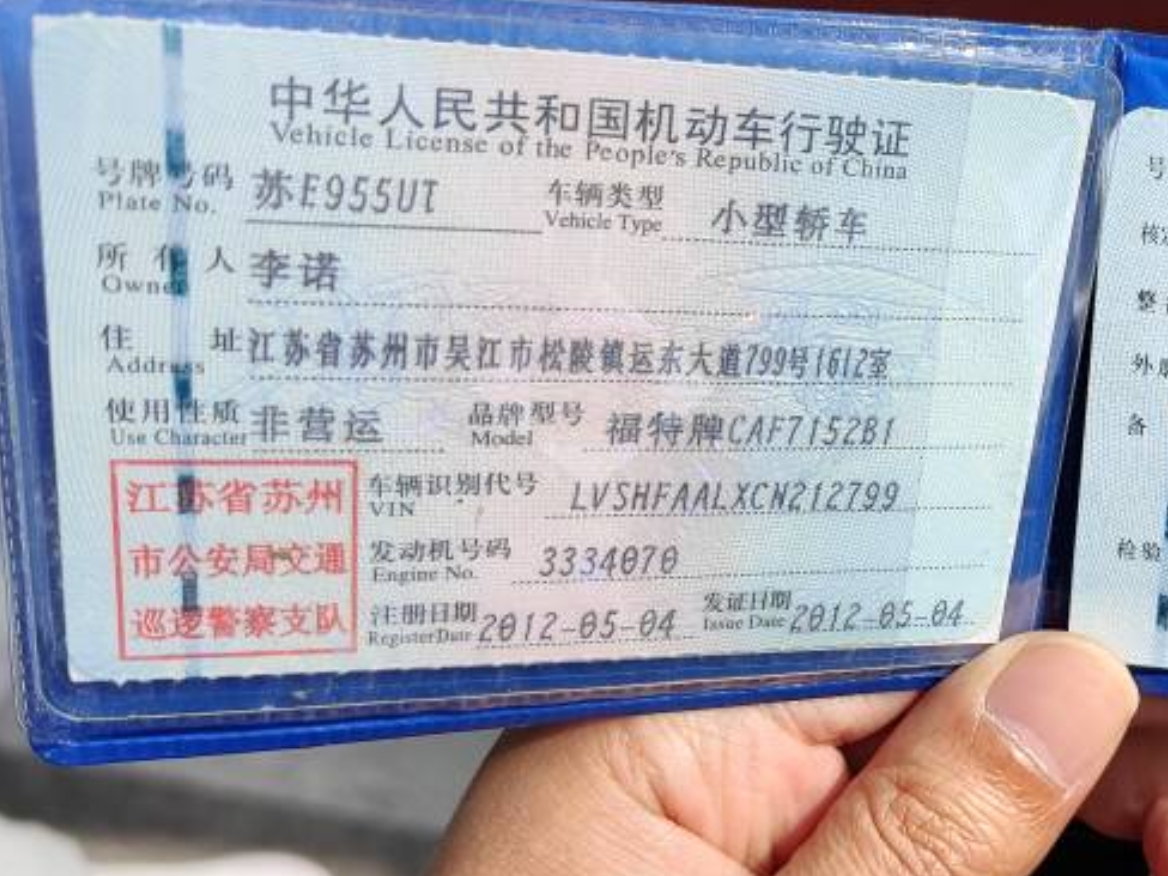 中华人民共和国机动车行驶证
Vehicle License of the People's Republic of China
号牌号码 苏E955UT 车辆类型 小型轿车
Plate No. Vehicle Type
所有人 李诺
Owner
住址 江苏省苏州市吴江市松陵镇运东大道799号1612室
Address
使用性质 非营运 品牌型号 福特牌CAF7152B1
Use Character Model
江苏省苏州
市公安局交通
巡逻警察支队
车辆识别代号 LVSHFAALXCN212799
VIN
发动机号码 3334070
Engine No.
注册日期 2012-05-04 发证日期 2012-05-04
Register Date Issue Date
号
核定
整
外
备
检验